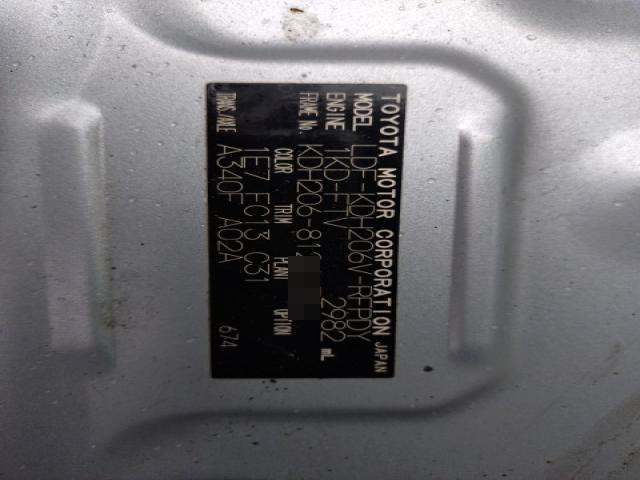 TOYOTA MOTOR CORPORATION JAPAN
MODEL LDF-KDH206V-RFPDY
ENGINE 1KD-FTV 2982 mL
FRAME No. KDH206-812
COLOR TRIM PLANT OPTION
1E7 FC13 C31
TRANS./AXLE A340F A02A
674